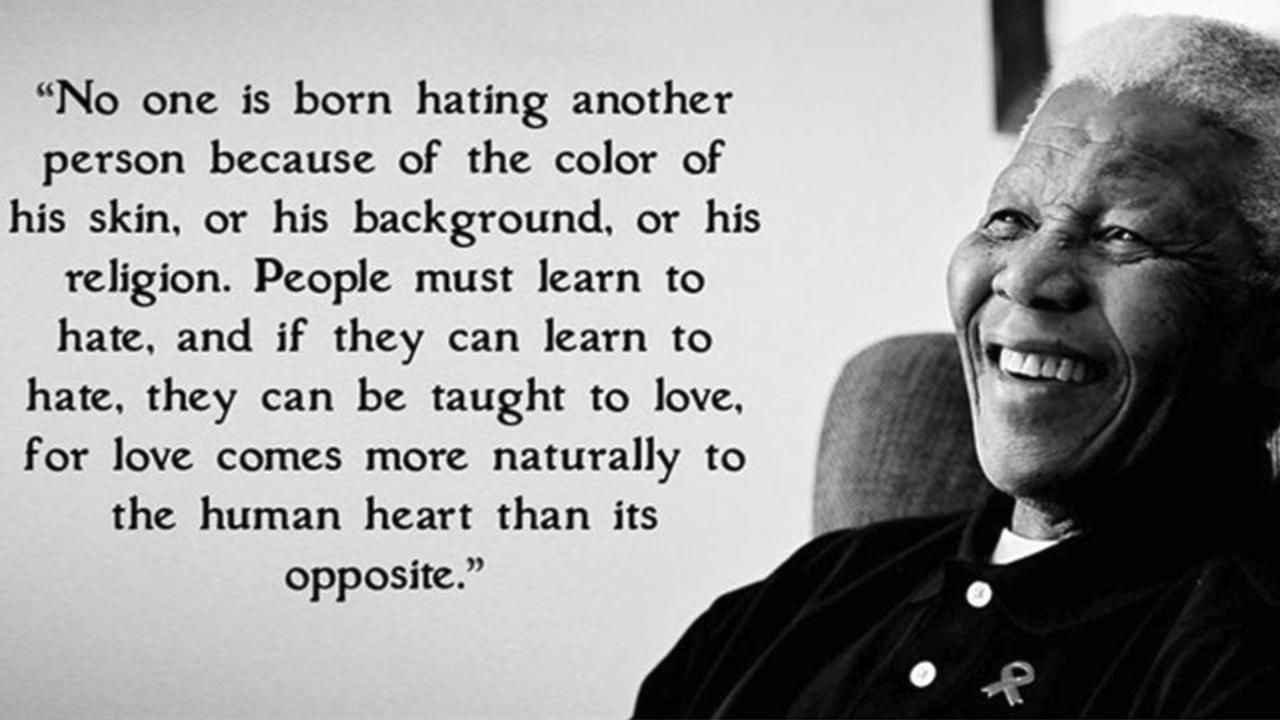 “No one is born hating another
person because of the color of
his skin, or his background, or his
religion. People must learn to
hate, and if they can learn to
hate, they can be taught to love,
for love comes more naturally to
the human heart than its
opposite.”